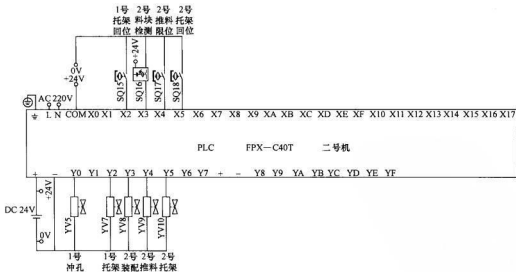 1号 2号 2号 2号
托架 料块 推料 托架
回位 检测 限位 回位
+24V
0V
+24V
SQ15 SQ16 SQ17 SQ18
AC 220V
L N COM X0 X1 X2 X3 X4 X5 X6 X7 X8 X9 XA XB XC XD XE XF X10 X11 X12 X13 X14 X15 X16 X17
PLC FPX-C40T 二号机
+ - Y0 Y1 Y2 Y3 Y4 Y5 Y6 Y7 + - Y8 Y9 YA YB YC YD YE YF
+24V
DC 24V
0V
YV5 YV7 YV8 YV9 YV10
1号 1号 2号 2号 2号
冲孔 托架 装配 推料 托架